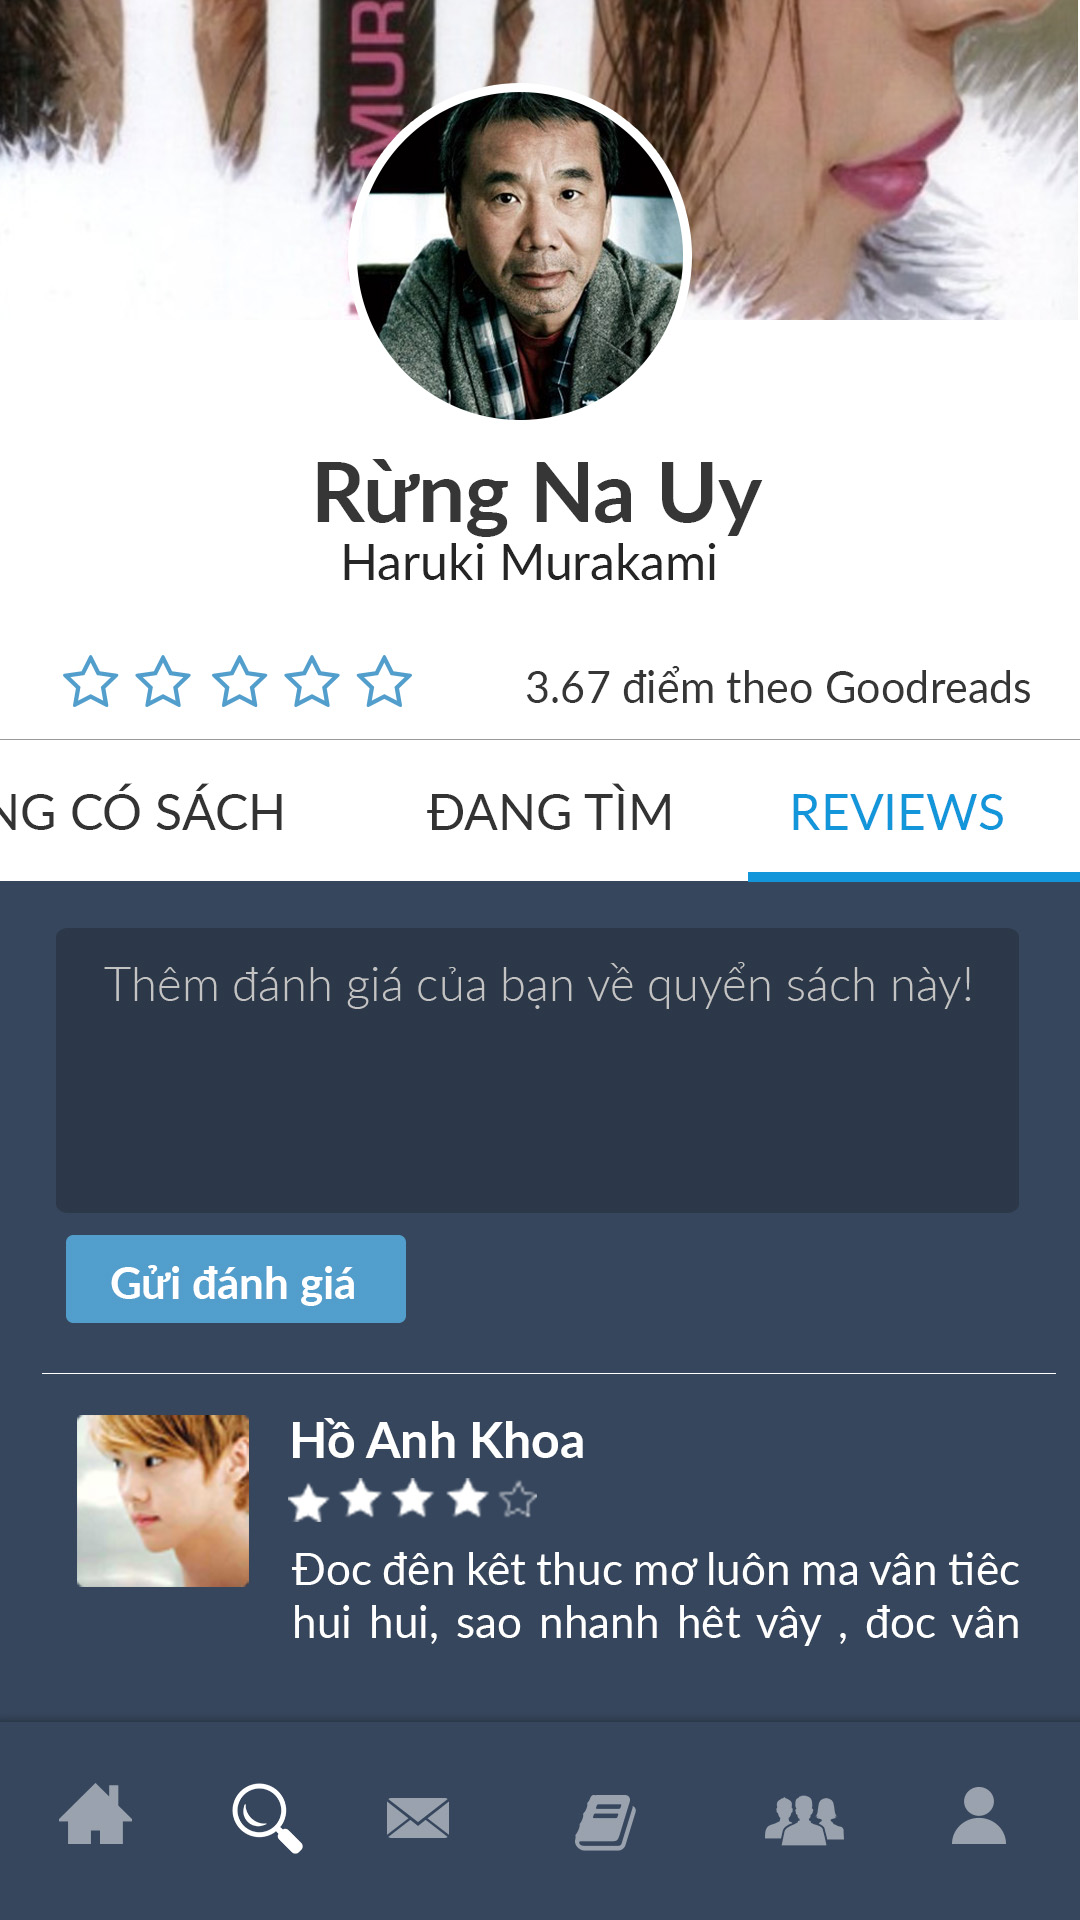 MUR
Rừng Na Uy
Haruki Murakami
3.67 điểm theo Goodreads
NG CÓ SÁCH ĐANG TÌM REVIEWS
Thêm đánh giá của bạn về quyển sách này!
Gửi đánh giá
Hồ Anh Khoa
Đoc đên kêt thuc mơ luôn ma vân tiêc
hui hui, sao nhanh hêt vây , đoc vân